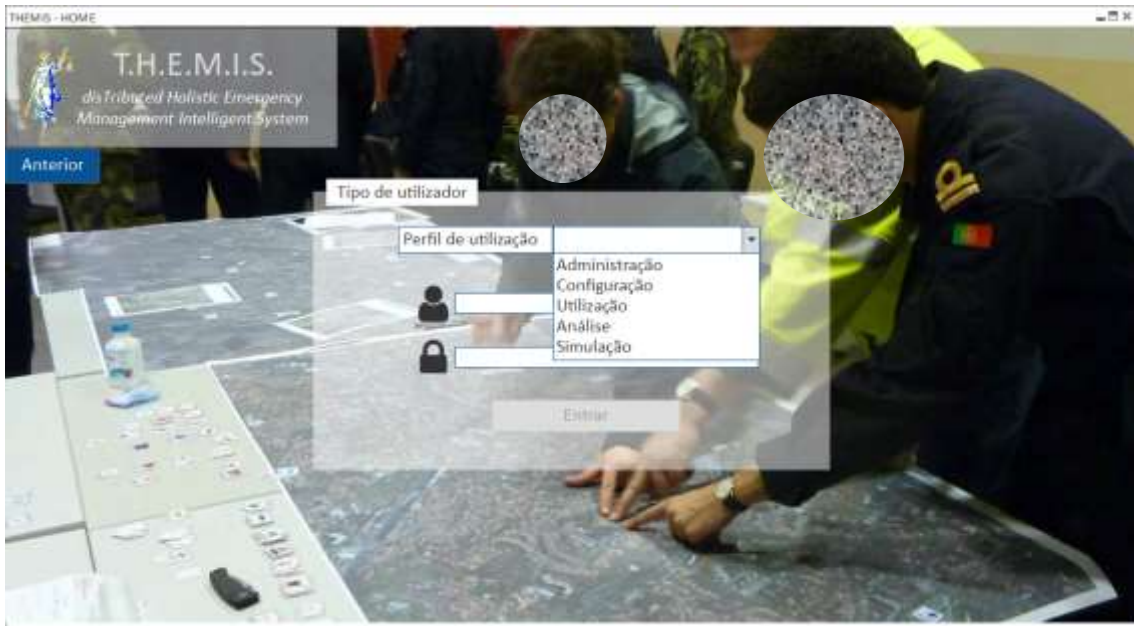 THEMIS - HOME
T.H.E.M.I.S.
disTributed Holistic Emergency
Management Intelligent System
Anterior
Tipo de utilizador
Perfil de utilização
Administração
Configuração
Utilização
Análise
Simulação
Entrar